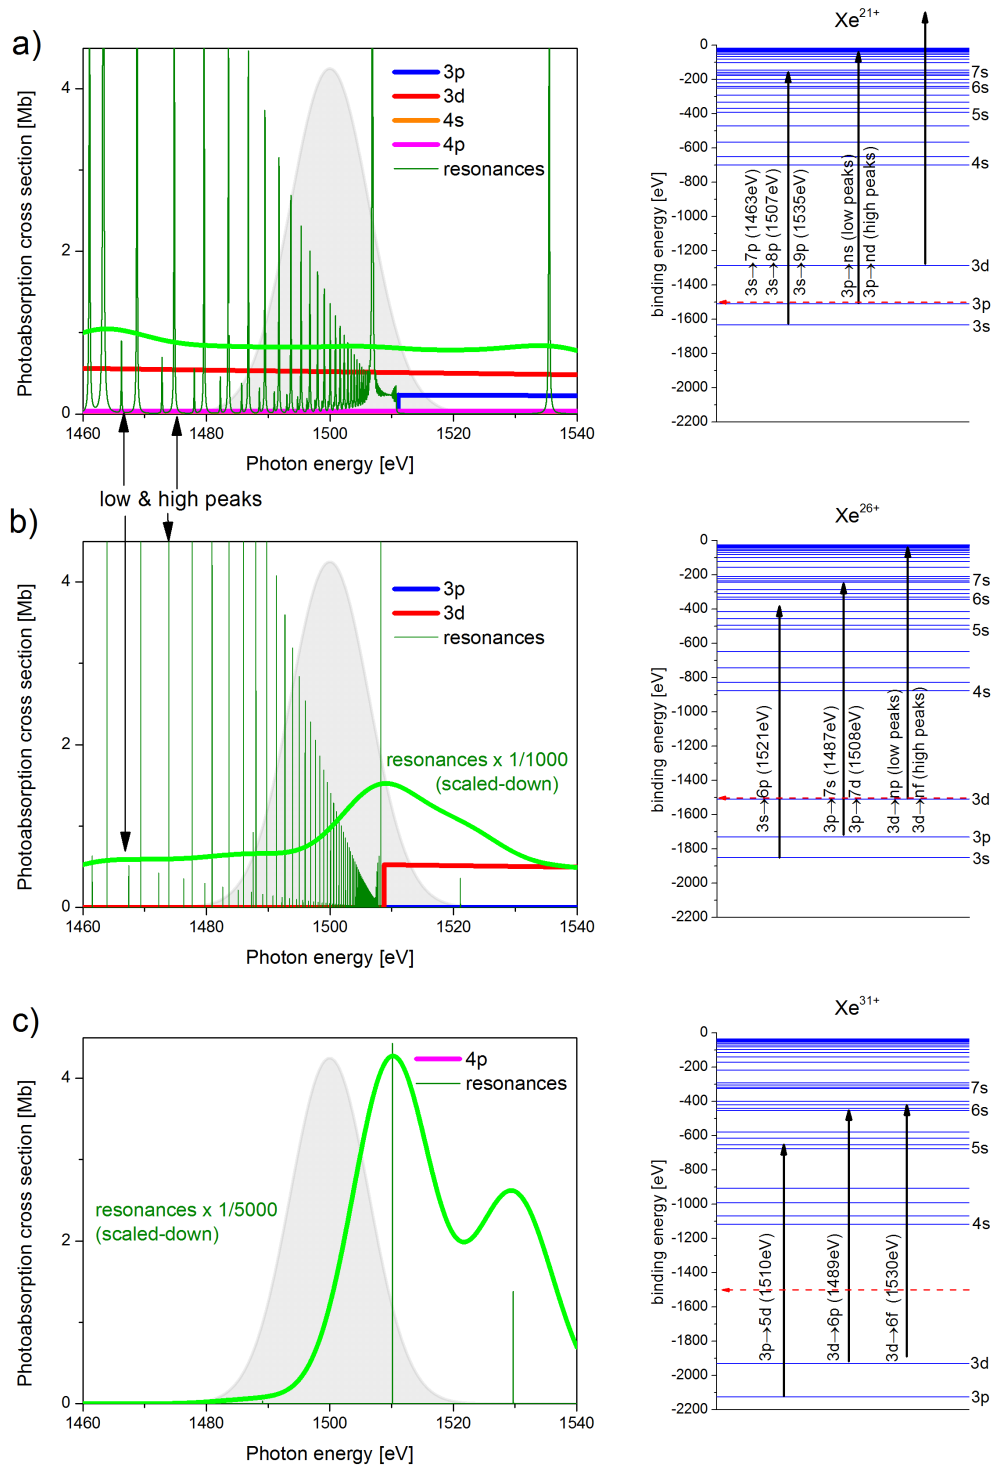 a)
Photoabsorption cross section [Mb]
4
2
0
3p
3d
4s
4p
resonances
1460
1480
1500
1520
1540
Photon energy [eV]
low & high peaks
Xe21+
binding energy [eV]
0
-200
-400
-600
-800
-1000
-1200
-1400
-1600
-1800
-2000
-2200
3s→7p (1463eV)
3s→8p (1507eV)
3s→9p (1535eV)
3p→ns (low peaks)
3p→nd (high peaks)
7s
6s
5s
4s
3d
3p
3s
b)
Photoabsorption cross section [Mb]
4
2
0
3p
3d
resonances
resonances x 1/1000
(scaled-down)
1460
1480
1500
1520
1540
Photon energy [eV]
Xe26+
binding energy [eV]
0
-200
-400
-600
-800
-1000
-1200
-1400
-1600
-1800
-2000
-2200
3s→6p (1521eV)
3p→7s (1487eV)
3p→7d (1508eV)
3d→np (low peaks)
3d→nf (high peaks)
7s
6s
5s
4s
3d
3p
3s
c)
Photoabsorption cross section [Mb]
4
2
0
4p
resonances
resonances x 1/5000
(scaled-down)
1460
1480
1500
1520
1540
Photon energy [eV]
Xe31+
binding energy [eV]
0
-200
-400
-600
-800
-1000
-1200
-1400
-1600
-1800
-2000
-2200
3p→5d (1510eV)
3d→6p (1489eV)
3d→6f (1530eV)
7s
6s
5s
4s
3d
3p